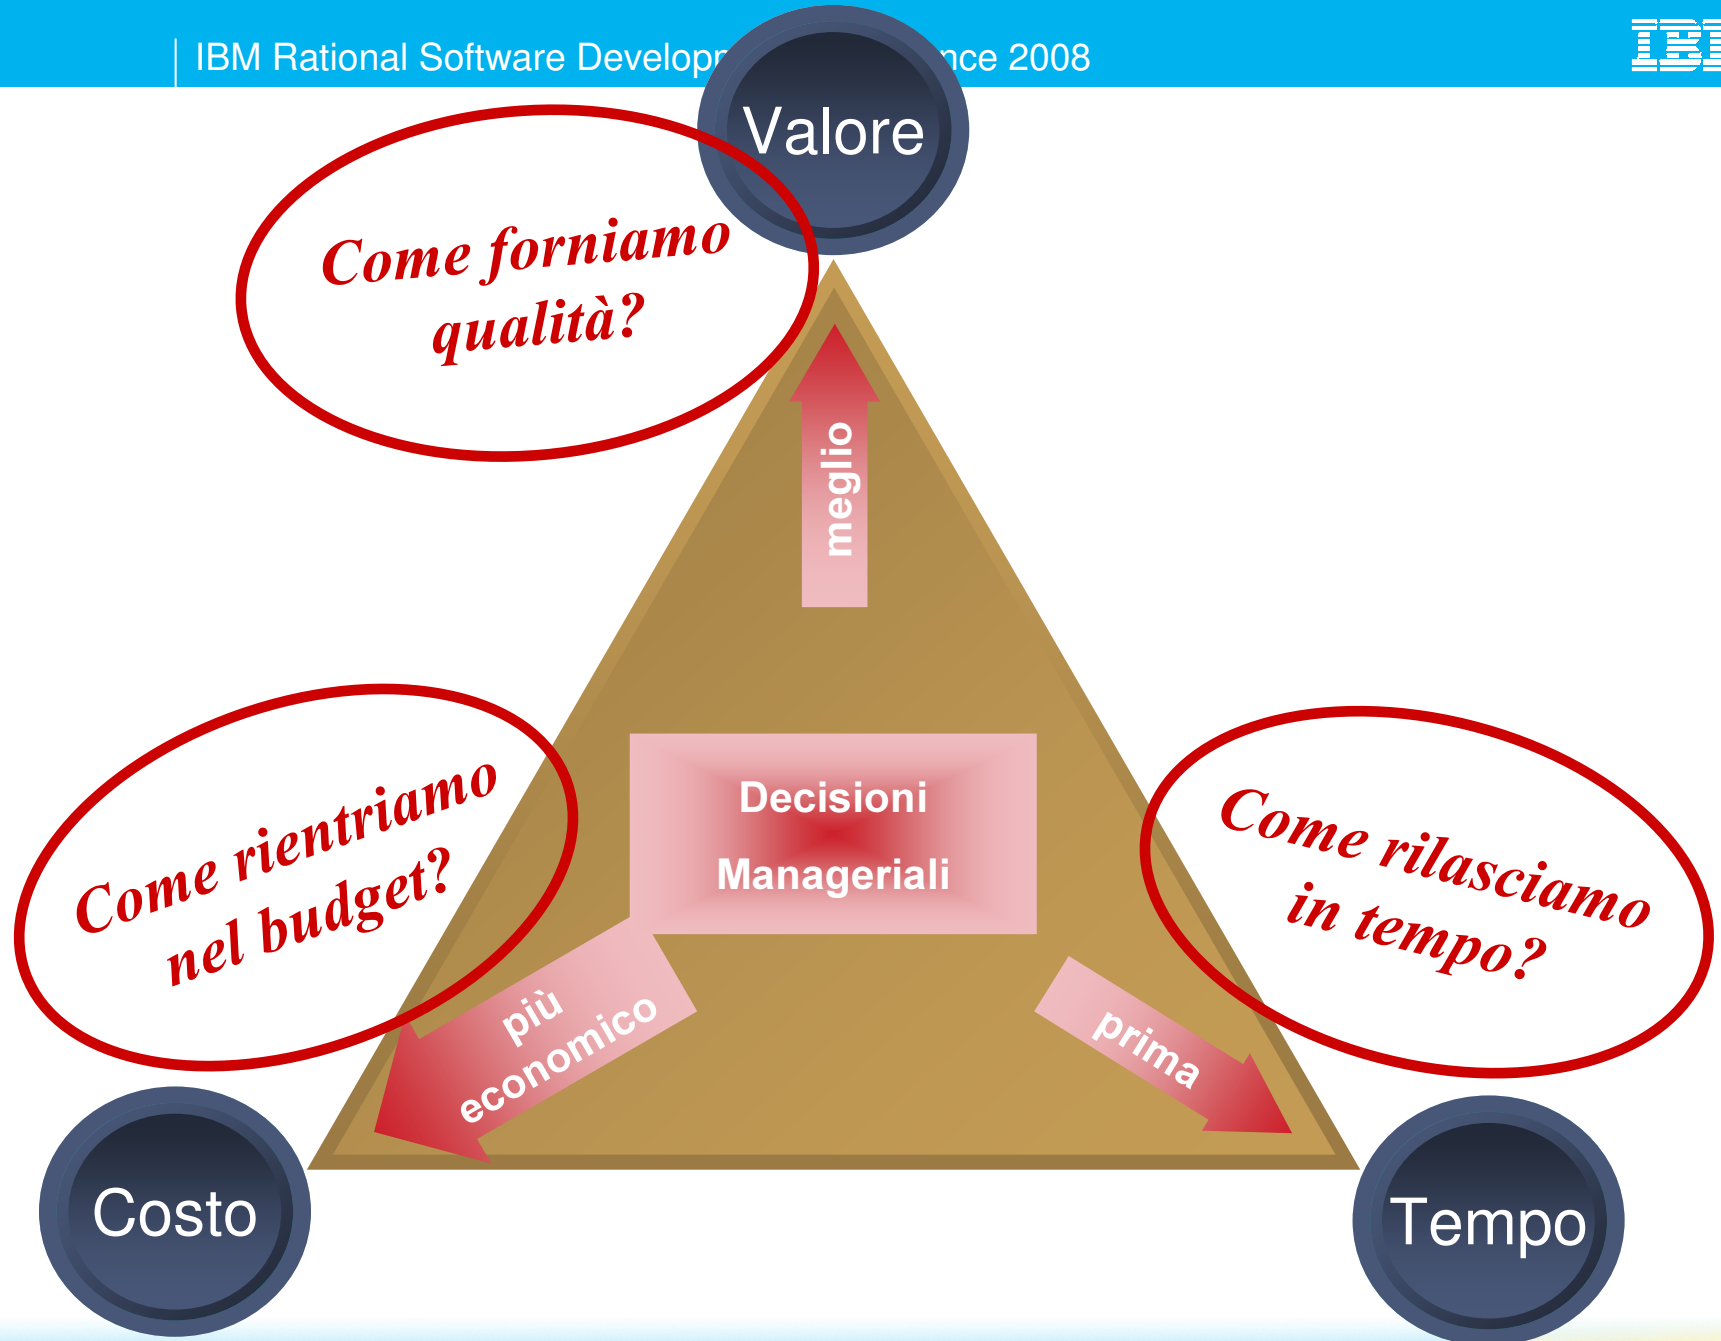 IBM Rational Software Develop nce 2008
Valore
Come forniamo
qualità?
meglio
Decisioni
Manageriali
Come rientriamo
nel budget?
Come rilasciamo
in tempo?
più
economico
prima
Costo
Tempo